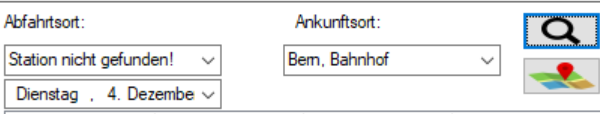 Abfahrtsort: Ankunftsort:
Station nicht gefunden! Bern, Bahnhof
Dienstag , 4. Dezembe